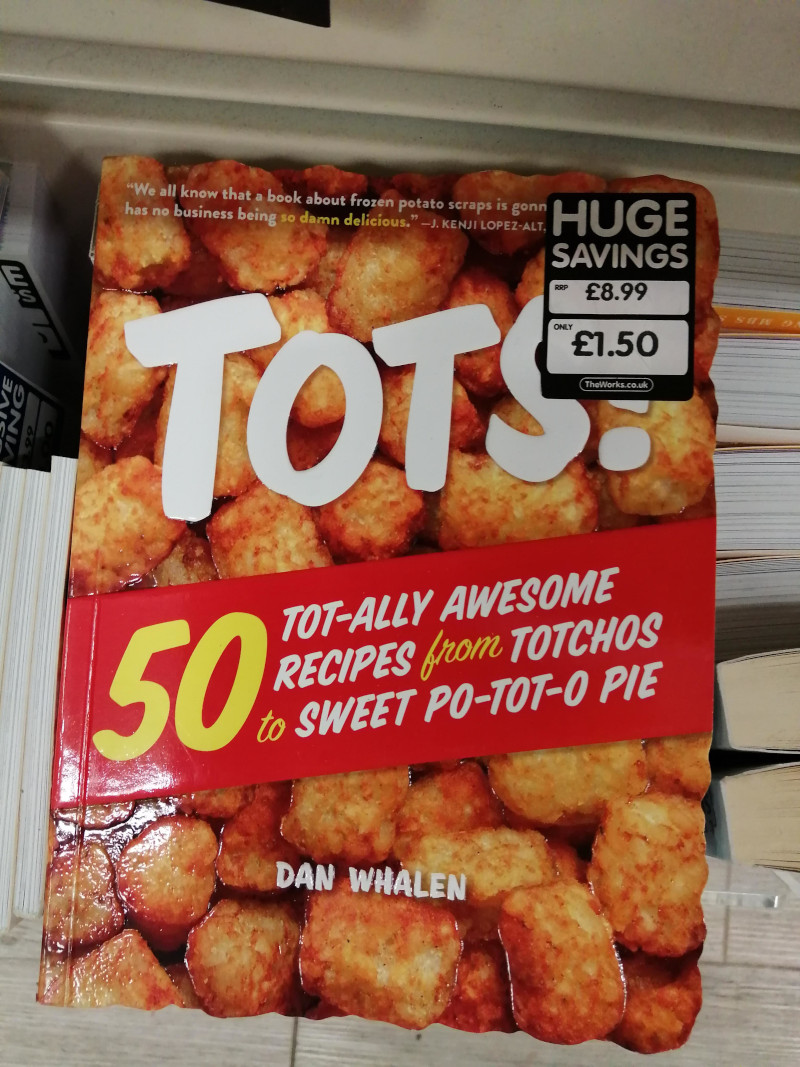 “We all know that a book about frozen potato scraps is gonn
has no business being so damn delicious.” —J. KENJI LOPEZ-ALT.
HUGE
SAVINGS
RRP £8.99
ONLY £1.50
TheWorks.co.uk
TOTS!
50 TOT-ALLY AWESOME
RECIPES from TOTCHOS
to SWEET PO-TOT-O PIE
DAN WHALEN